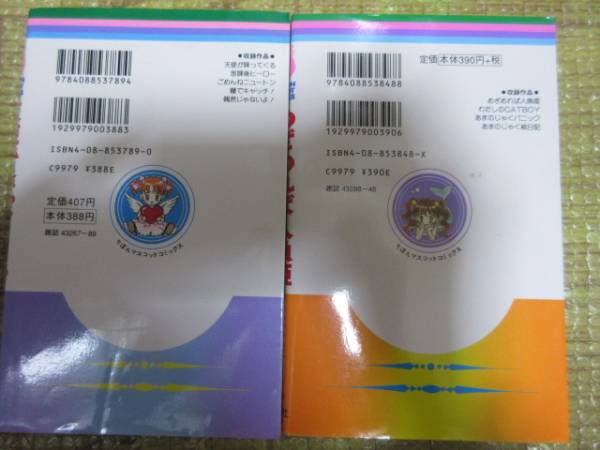 9784088537894
1929979003883
●収録作品●
天使が降ってくる
放課後ヒーロー
ごめんねニュートン
瞳でキャッチ!
偶然じゃないよ!
ISBN4-08-853789-0
C9979 ¥388E
定価407円
本体388円
雑誌 43267-89
りぼんマスコットコミックス
9784088538488
1929979003906
定価 本体390円+税
●収録作品●
めざめれば人魚姫
わたしのCATBOY
あまのじゃくパニック
あまのじゃく絵日記
ISBN4-08-853848-X
C9979 ¥390E
雑誌 43098-48
りぼんマスコットコミックス